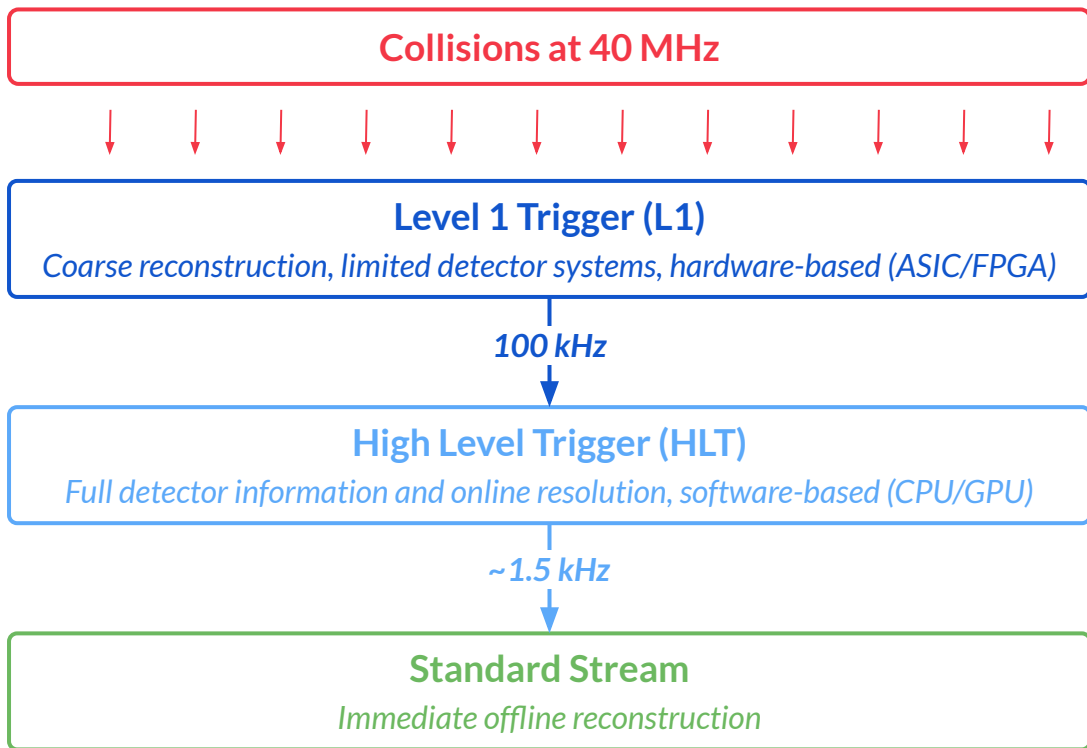 Collisions at 40 MHz
Level 1 Trigger (L1)
Coarse reconstruction, limited detector systems, hardware-based (ASIC/FPGA)
100 kHz
High Level Trigger (HLT)
Full detector information and online resolution, software-based (CPU/GPU)
~1.5 kHz
Standard Stream
Immediate offline reconstruction